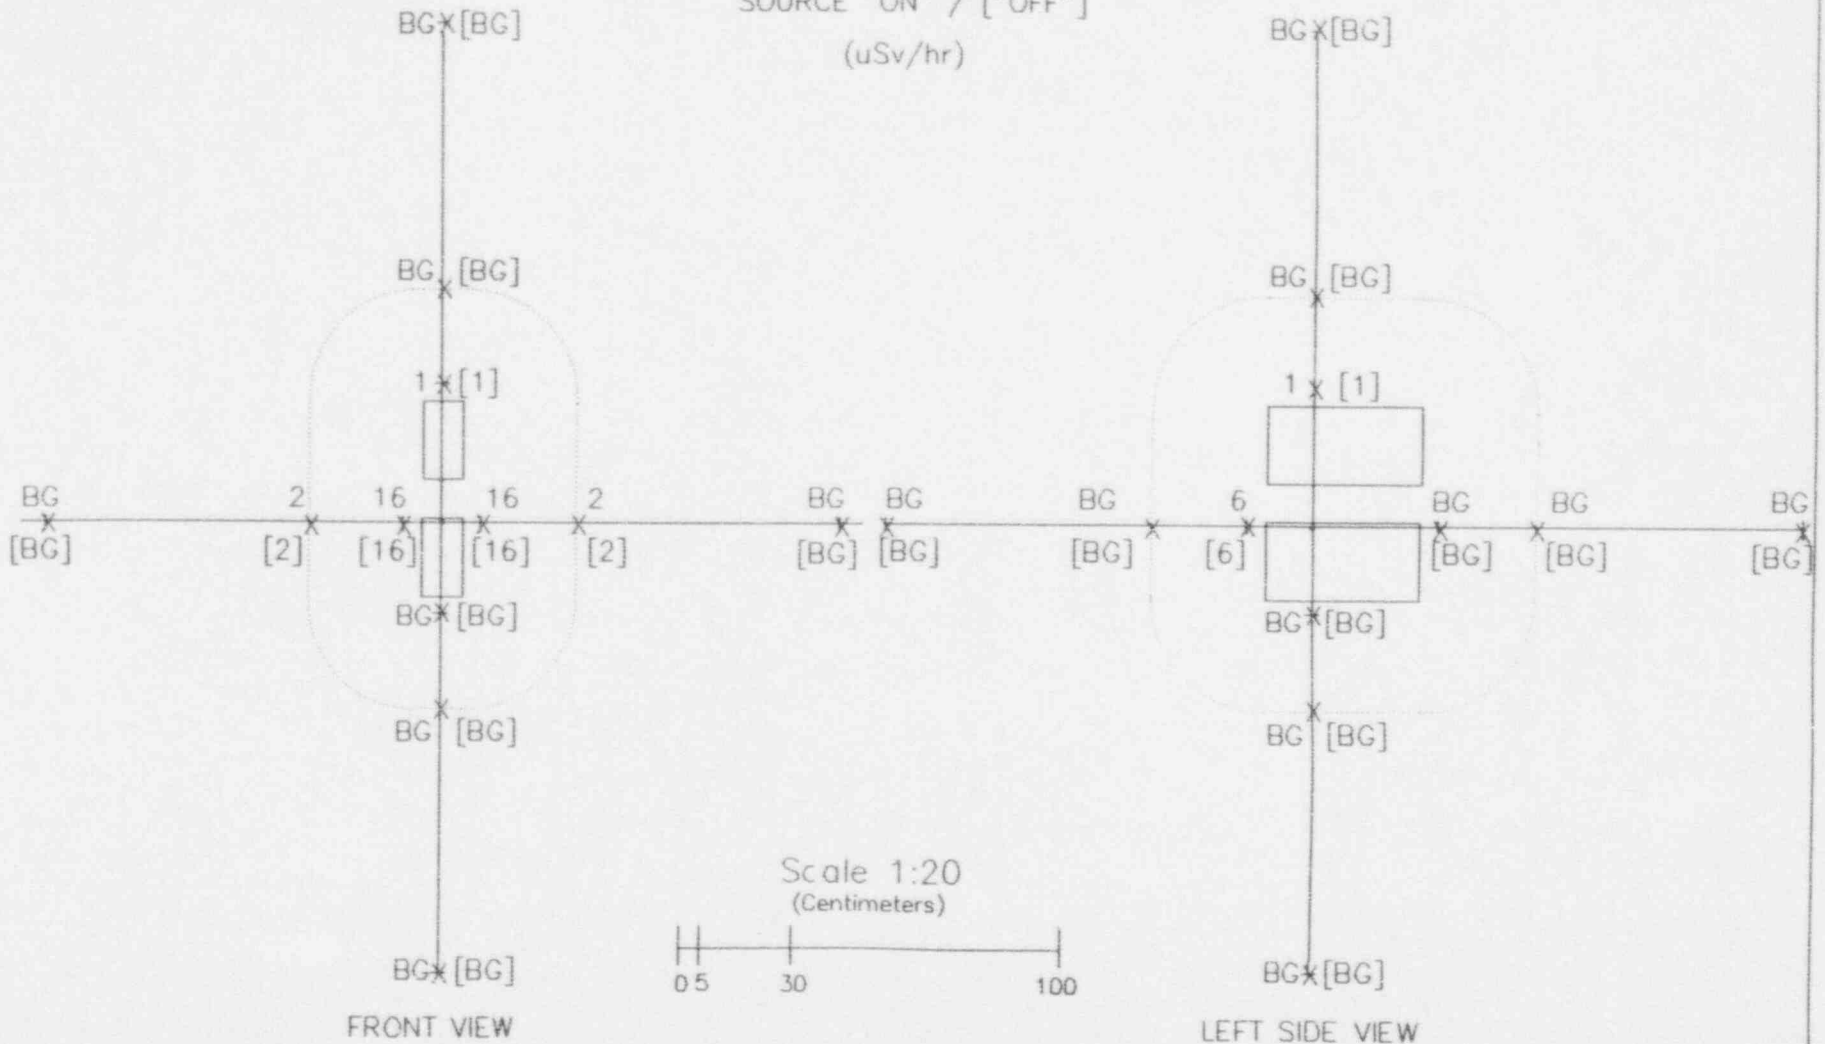 SOURCE "ON" / [ "OFF" ]
(uSv/hr)
BG [BG]
BG [BG]
BG [BG]
BG [BG]
1 [1]
1 [1]
BG 2 16 16 2 BG
[BG] [2] [16] [16] [2] [BG]
BG BG 6 BG BG BG
[BG] [BG] [6] [BG] [BG] [BG]
BG [BG]
BG [BG]
BG [BG]
BG [BG]
Scale 1:20
(Centimeters)
0 5 30 100
BG [BG]
BG [BG]
FRONT VIEW
LEFT SIDE VIEW